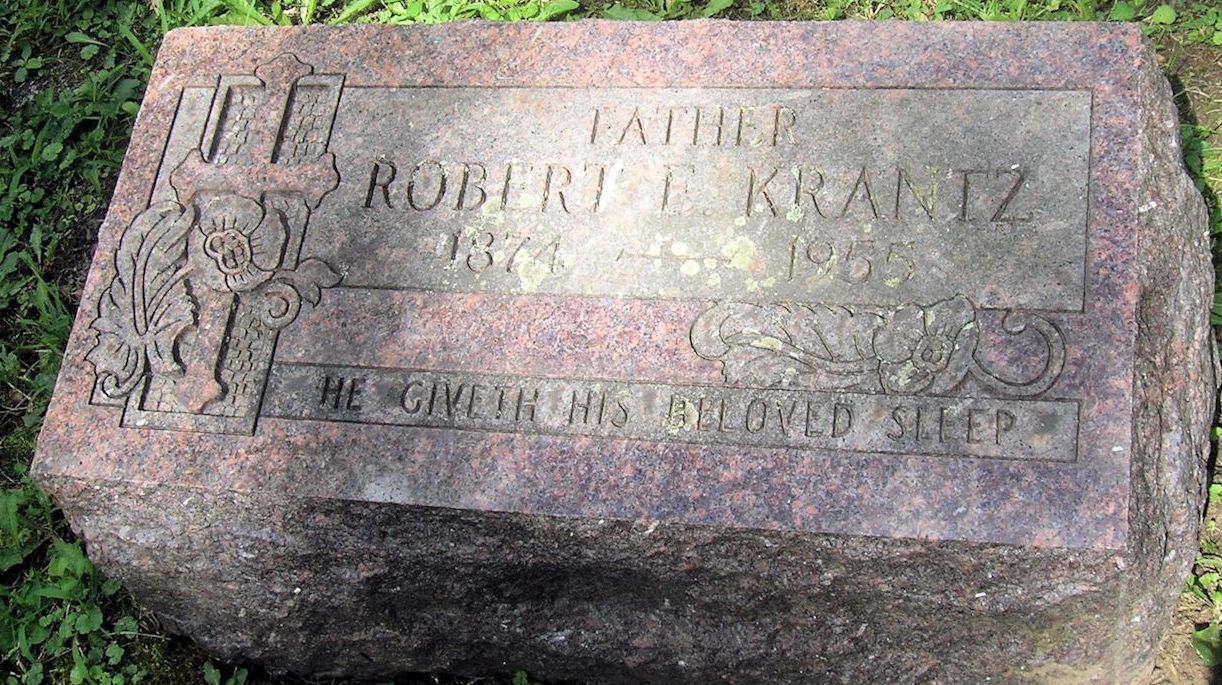 FATHER
ROBERT E. KRANTZ
1874 — 1955
HE GIVETH HIS BELOVED SLEEP